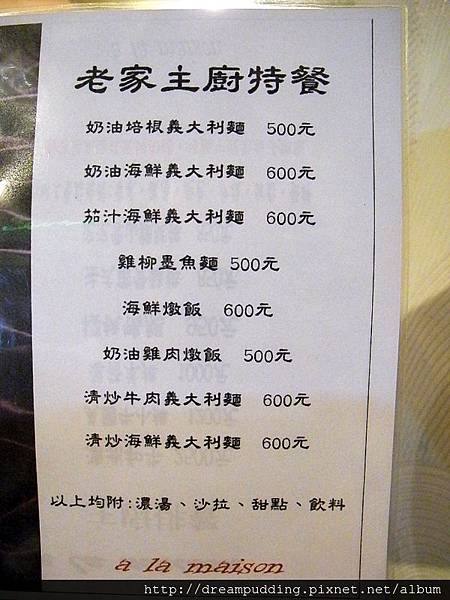 老家主廚特餐
奶油培根義大利麵 500元
奶油海鮮義大利麵 600元
茄汁海鮮義大利麵 600元
雞柳墨魚麵 500元
海鮮燉飯 600元
奶油雞肉燉飯 500元
清炒牛肉義大利麵 600元
清炒海鮮義大利麵 600元
以上均附:濃湯、沙拉、甜點、飲料
a la maison
http://dreampudding.pixnet.net/album